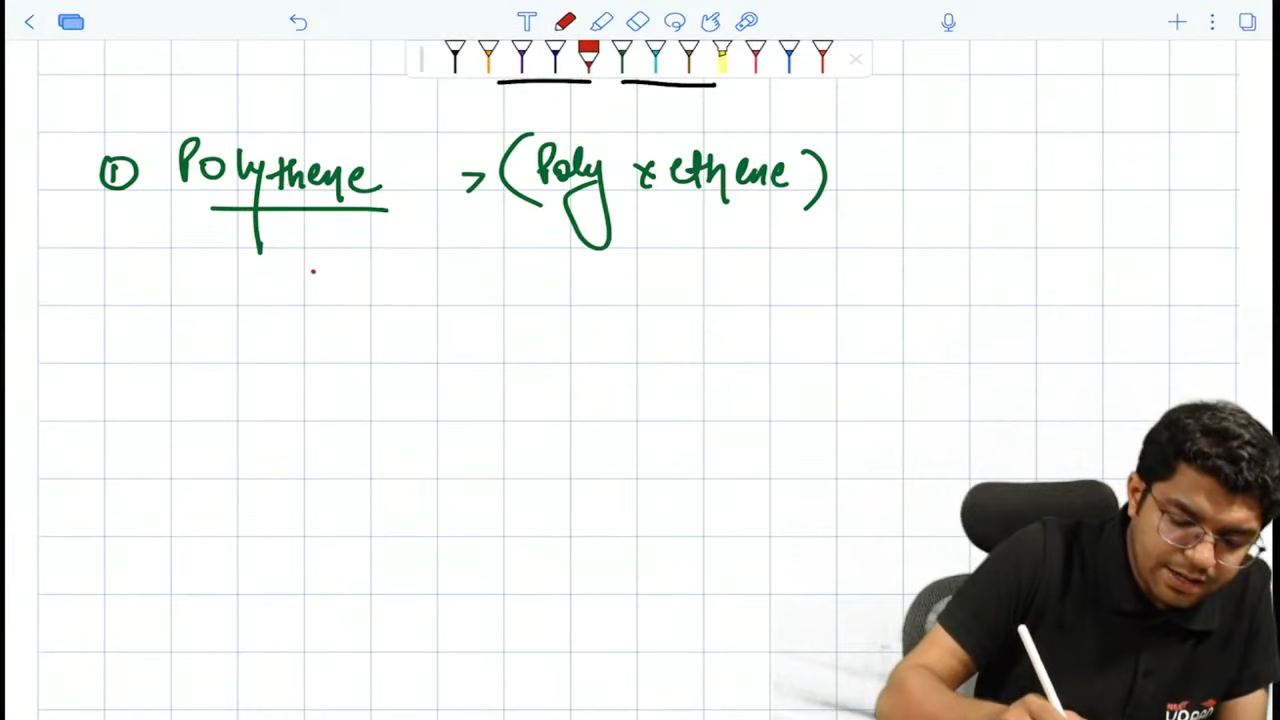 ① Polythene > (Poly x ethene)